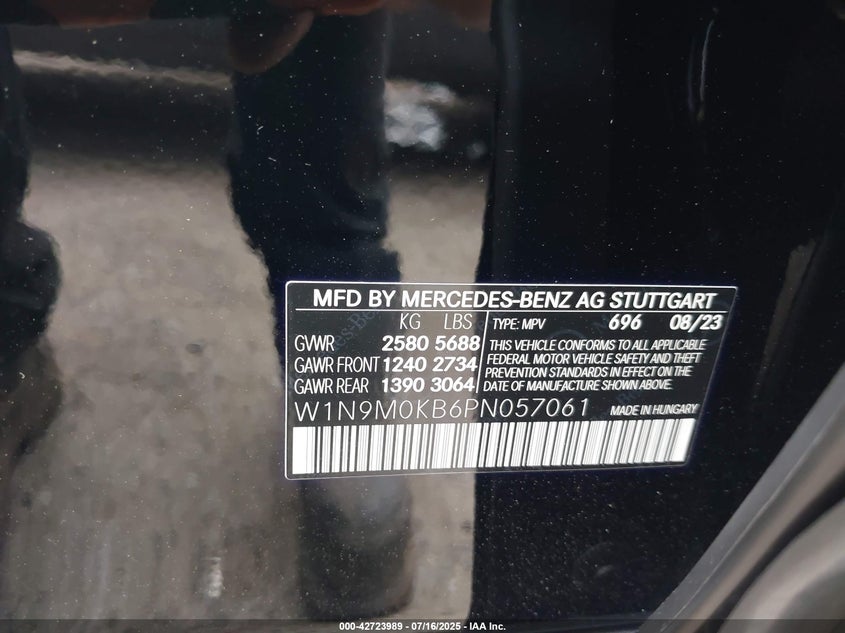 MFD BY MERCEDES-BENZ AG STUTTGART
KG LBS TYPE: MPV 696 08/23
GVWR 2580 5688 THIS VEHICLE CONFORMS TO ALL APPLICABLE
GAWR FRONT 1240 2734 FEDERAL MOTOR VEHICLE SAFETY AND THEFT
PREVENTION STANDARDS IN EFFECT ON THE
GAWR REAR 1390 3064 DATE OF MANUFACTURE SHOWN ABOVE.
W1N9M0KB6PN057061 MADE IN HUNGARY
000-42723989 - 07/16/2025 - IAA Inc.